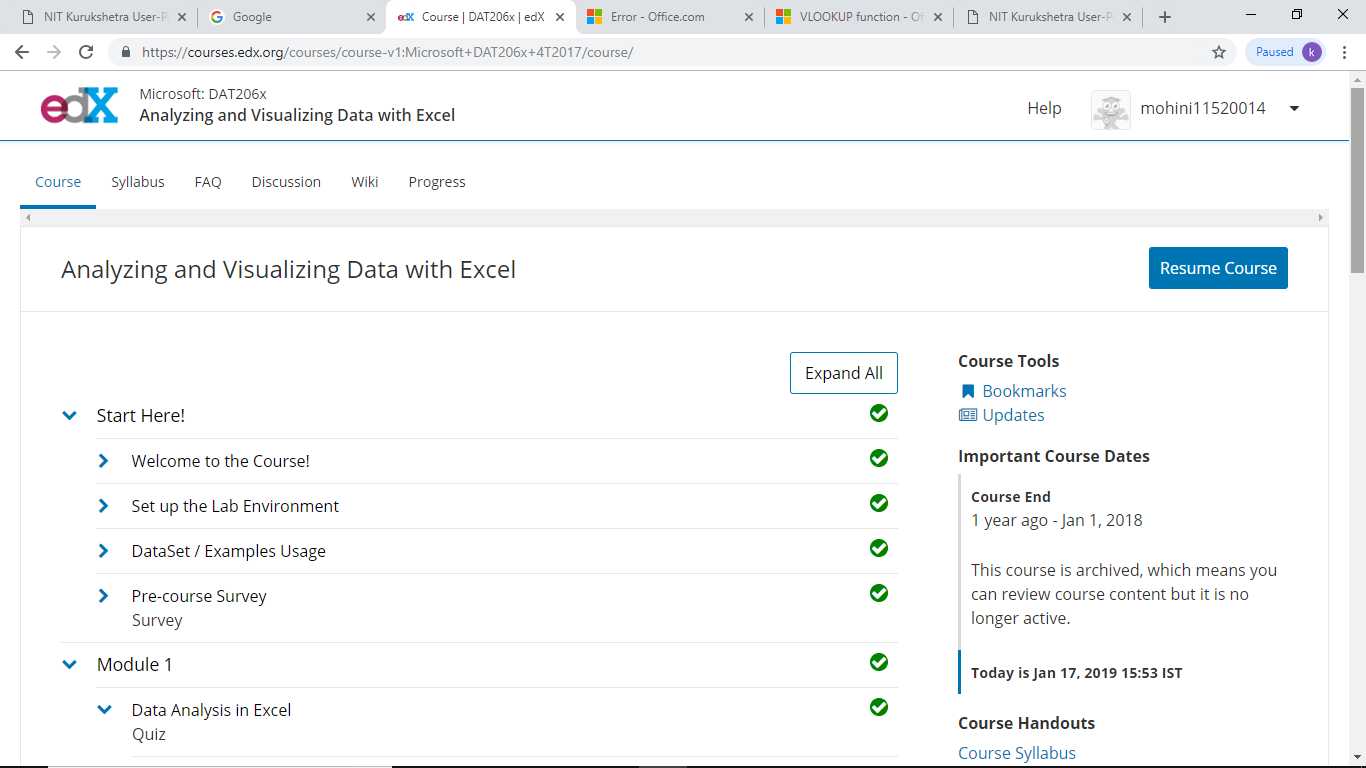 NIT Kurukshetra User-P
Google
Course | DAT206x | edX
Error - Office.com
VLOOKUP function - Of
NIT Kurukshetra User-P
https://courses.edx.org/courses/course-v1:Microsoft+DAT206x+4T2017/course/
Paused
k
edX
Microsoft: DAT206x
Analyzing and Visualizing Data with Excel
Help
mohini11520014
Course
Syllabus
FAQ
Discussion
Wiki
Progress
Analyzing and Visualizing Data with Excel
Resume Course
Expand All
Start Here!
Welcome to the Course!
Set up the Lab Environment
DataSet / Examples Usage
Pre-course Survey
Survey
Module 1
Data Analysis in Excel
Quiz
Course Tools
Bookmarks
Updates
Important Course Dates
Course End
1 year ago - Jan 1, 2018
This course is archived, which means you
can review course content but it is no
longer active.
Today is Jan 17, 2019 15:53 IST
Course Handouts
Course Syllabus